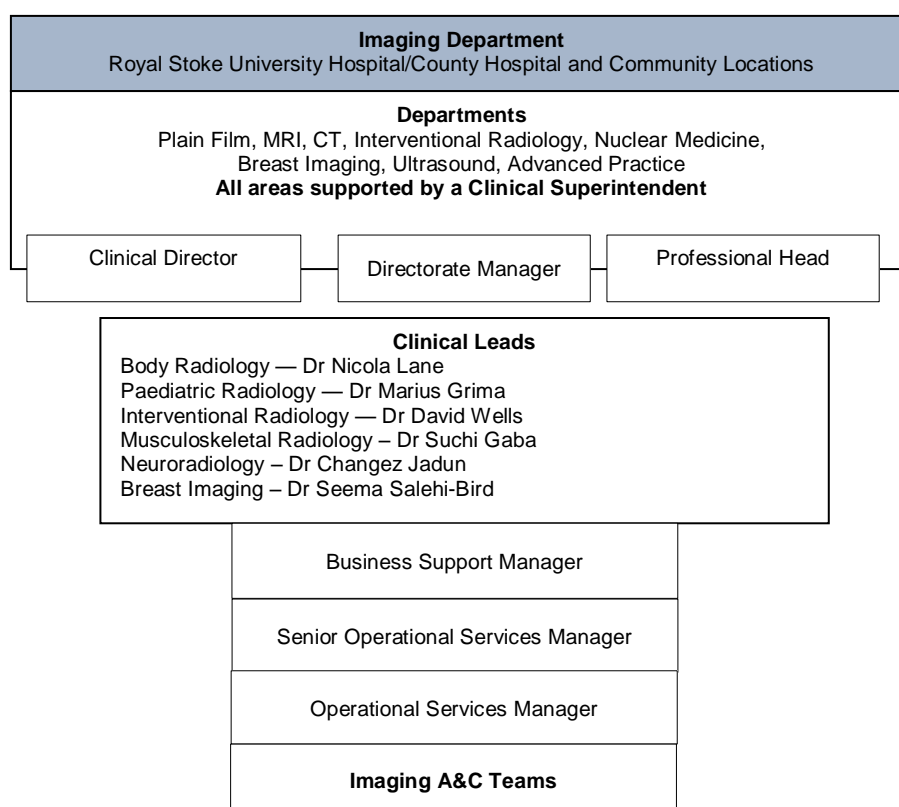 Imaging Department
Royal Stoke University Hospital/County Hospital and Community Locations
Departments
Plain Film, MRI, CT, Interventional Radiology, Nuclear Medicine,
Breast Imaging, Ultrasound, Advanced Practice
All areas supported by a Clinical Superintendent
Clinical Director
Directorate Manager
Professional Head
Clinical Leads
Body Radiology — Dr Nicola Lane
Paediatric Radiology — Dr Marius Grima
Interventional Radiology — Dr David Wells
Musculoskeletal Radiology – Dr Suchi Gaba
Neuroradiology – Dr Changez Jadun
Breast Imaging – Dr Seema Salehi-Bird
Business Support Manager
Senior Operational Services Manager
Operational Services Manager
Imaging A&C Teams